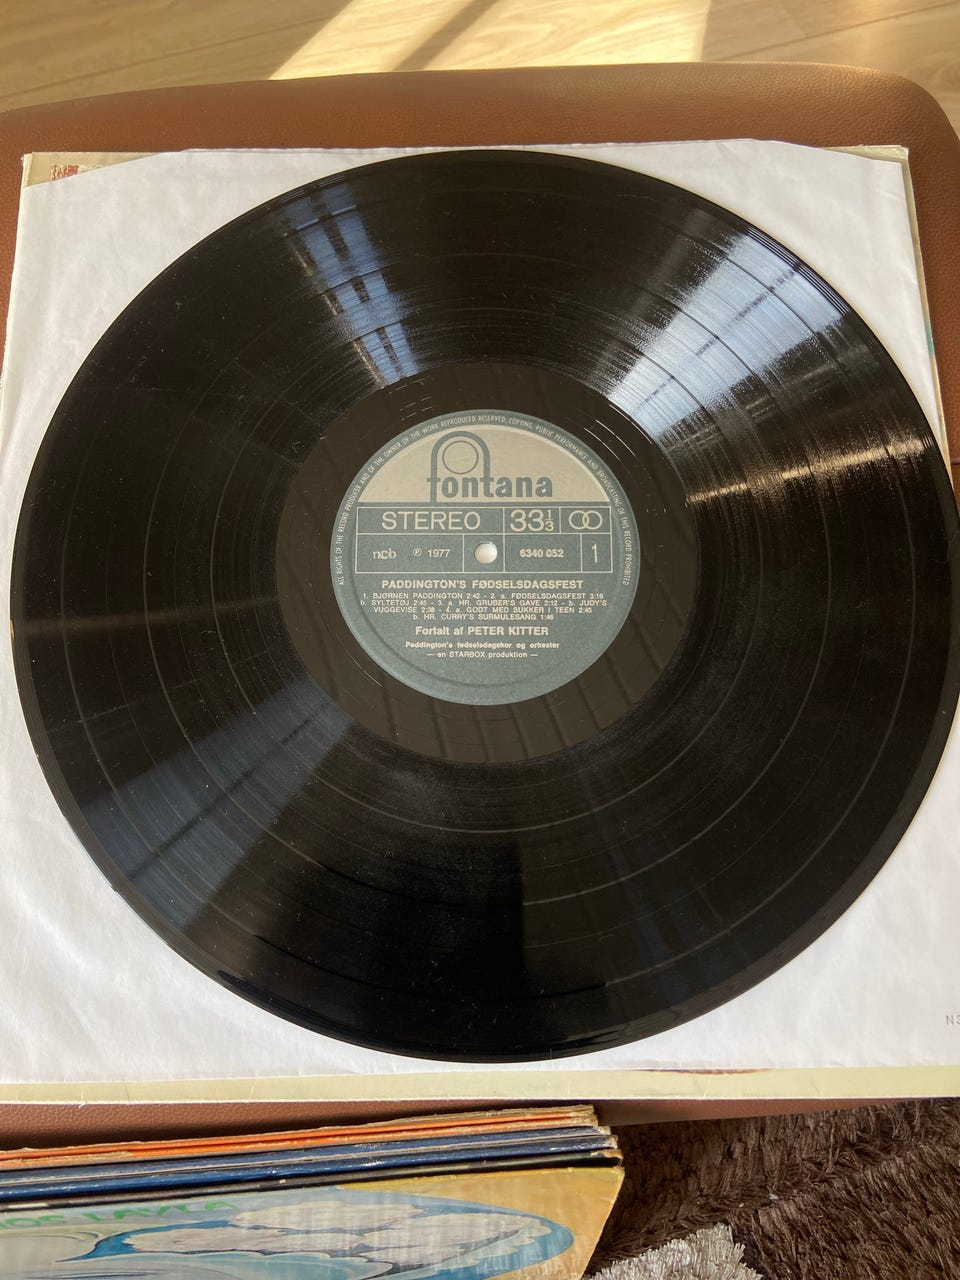 ALL RIGHTS OF THE RECORD PRODUCER AND OF THE OWNER OF THE WORK REPRODUCED RESERVED. COPYING, PUBLIC PERFORMANCE AND BROADCASTING OF THIS RECORD PROHIBITED
fontana
STEREO 33⅓
ncb ℗ 1977 6340 052 1
PADDINGTON'S FØDSELSDAGSFEST
1. BJØRNEN PADDINGTON 2:42 - 2. a. FØDSELSDAGSFEST 3:16
b. SYLTETØJ 2:45 - 3. a. HR. GRUBER'S GAVE 2:12 - b. JUDY'S
VUGGEVISE 2:38 - 4. a. GODT MED SUKKER I TEEN 2:45
b. HR. CURRY'S SURMULESANG 1:46
Fortalt af PETER KITTER
Paddington's fødselsdagskor og orkester
— en STARBOX produktion —